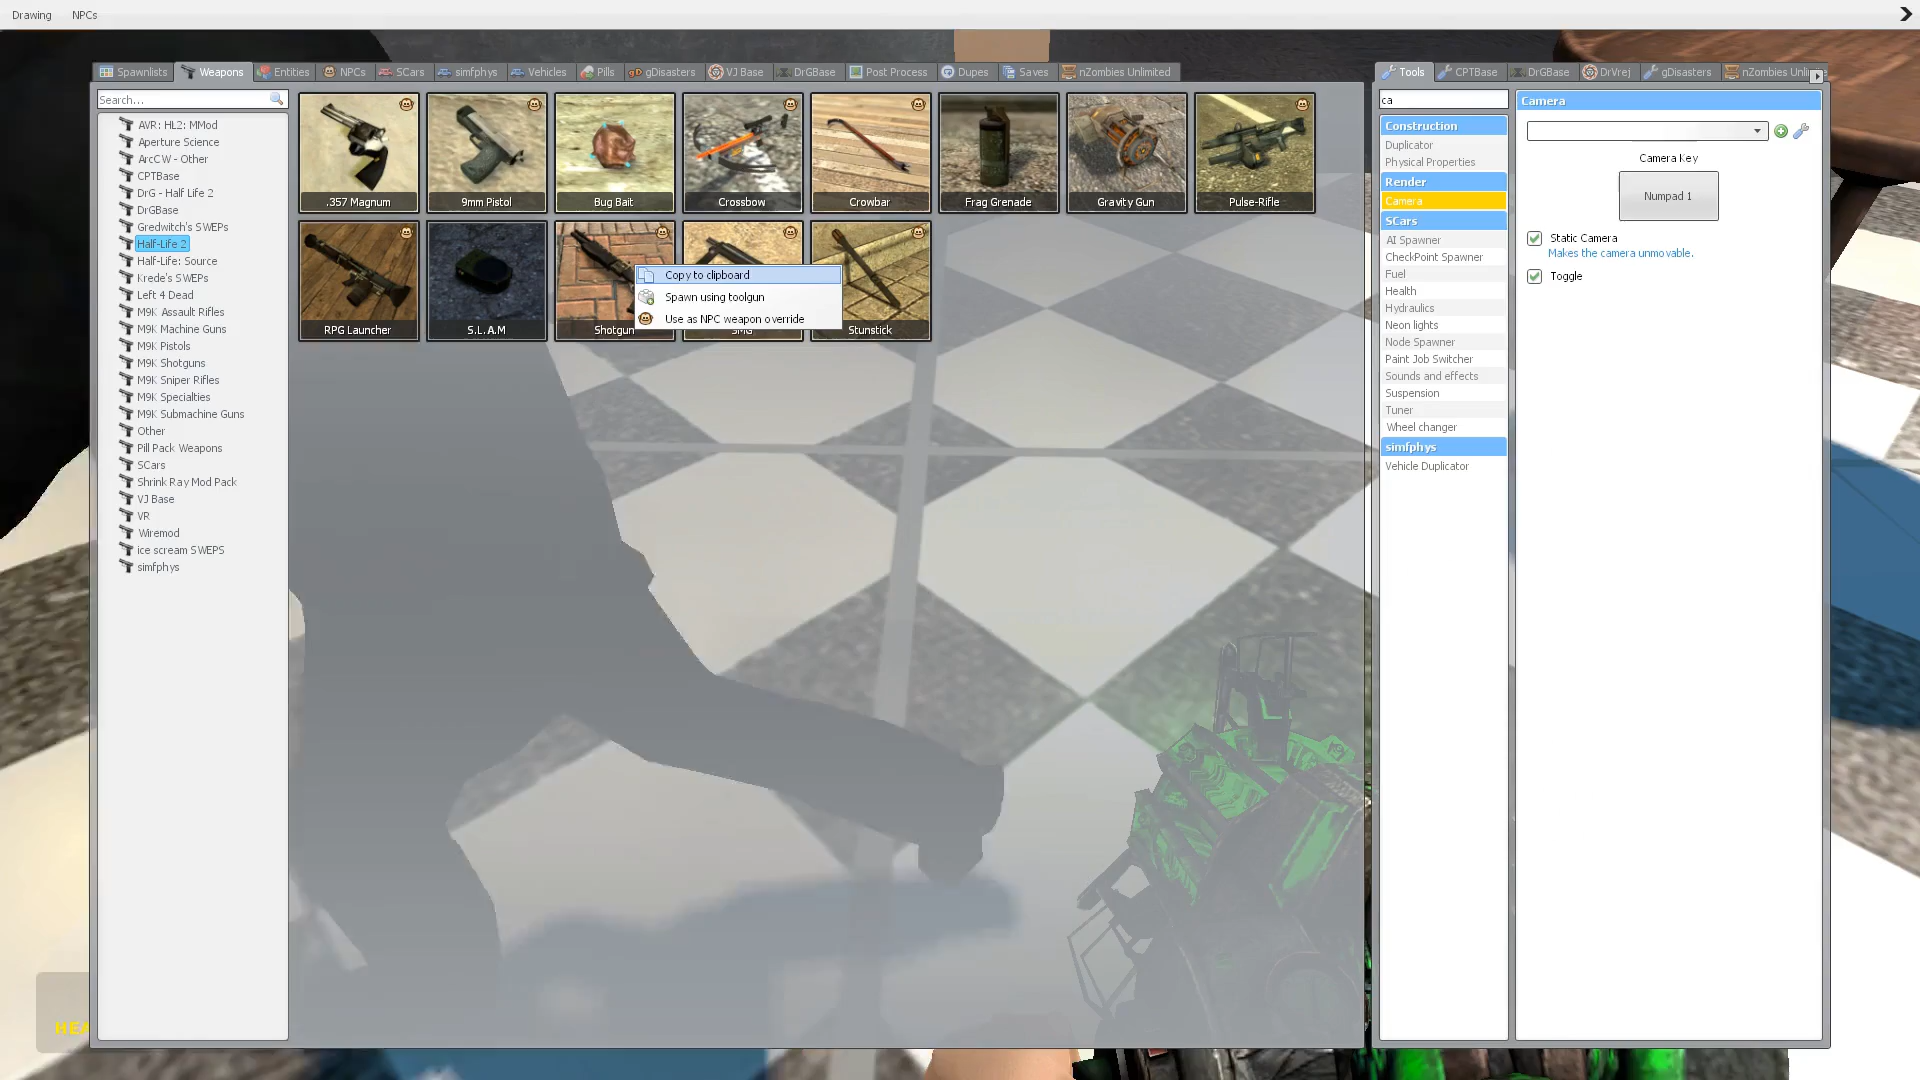 Drawing NPCs
Spawnlists Weapons Entities NPCs SCars simfphys Vehicles Pills gDisasters VJ Base DrGBase Post Process Dupes Saves nZombies Unlimited
Search...
AVR: HL2: MMod
Aperture Science
ArcCW - Other
CPTBase
DrG - Half Life 2
DrGBase
Gredwitch's SWEPs
Half-Life 2
Half-Life: Source
Krede's SWEPs
Left 4 Dead
M9K Assault Rifles
M9K Machine Guns
M9K Pistols
M9K Shotguns
M9K Sniper Rifles
M9K Specialties
M9K Submachine Guns
Other
Pill Pack Weapons
SCars
Shrink Ray Mod Pack
VJ Base
VR
Wiremod
ice scream SWEPS
simfphys
.357 Magnum
9mm Pistol
Bug Bait
Crossbow
Crowbar
Frag Grenade
Gravity Gun
Pulse-Rifle
RPG Launcher
S.L.A.M
Shotgun
SMG
Stunstick
Copy to clipboard
Spawn using toolgun
Use as NPC weapon override
Tools CPTBase DrGBase DrVrej gDisasters nZombies
ca
Construction
Duplicator
Physical Properties
Render
Camera
SCars
AI Spawner
CheckPoint Spawner
Fuel
Health
Hydraulics
Neon lights
Node Spawner
Paint Job Switcher
Sounds and effects
Suspension
Tuner
Wheel changer
simfphys
Vehicle Duplicator
Camera
Camera Key
Numpad 1
Static Camera
Makes the camera unmovable.
Toggle